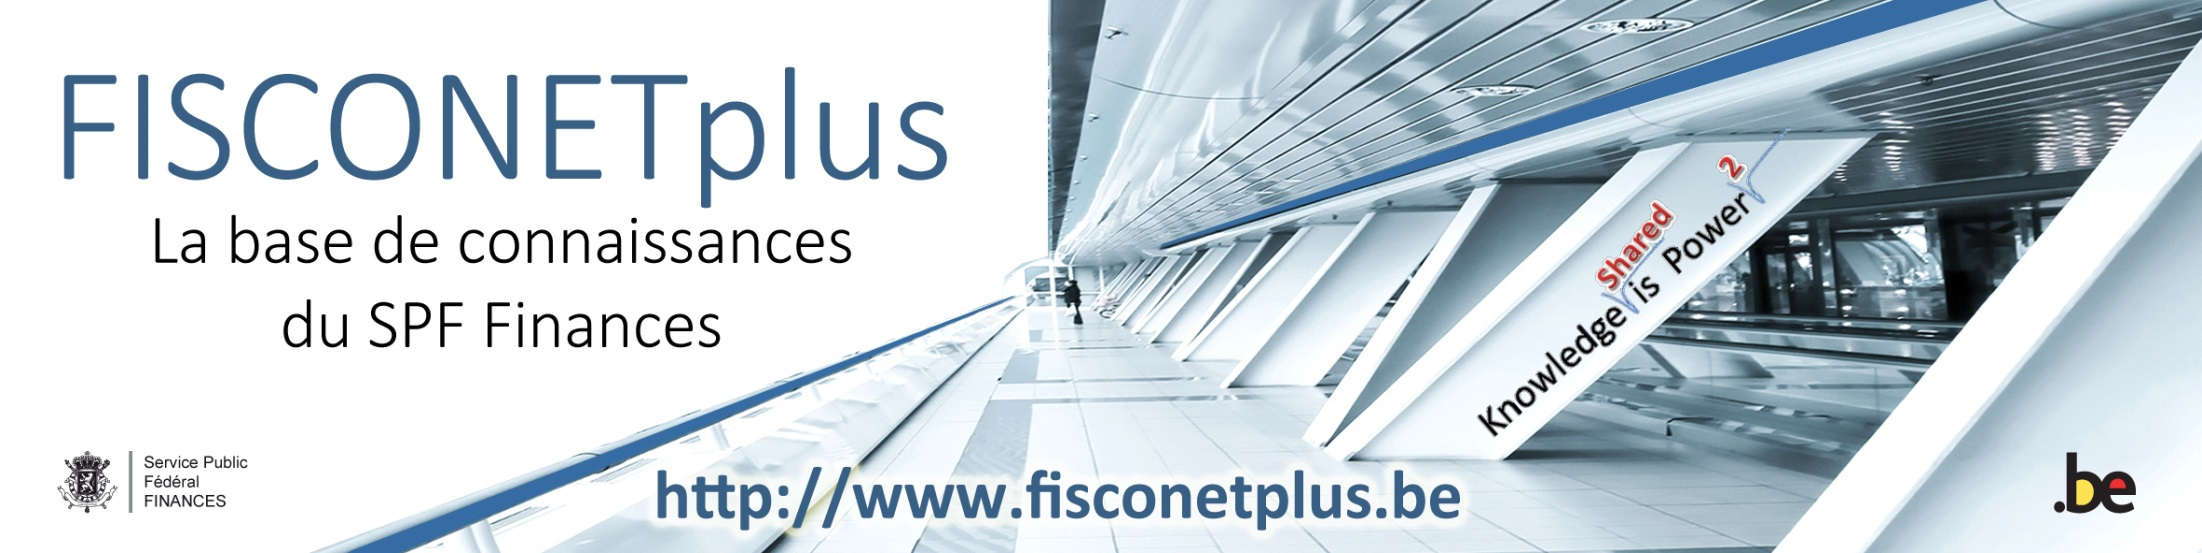 FISCONETplus
La base de connaissances
du SPF Finances
Knowledge Shared is Power 2
Service Public
Fédéral
FINANCES
http://www.fisconetplus.be
.be